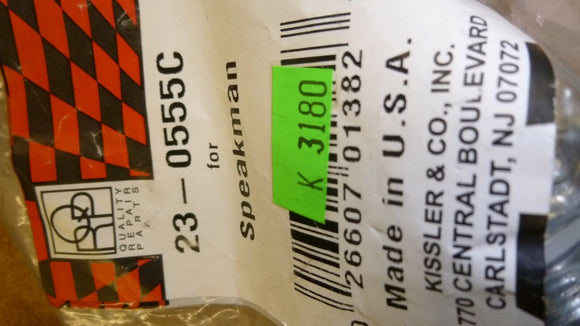 QRP
QUALITY
REPAIR
PARTS
23-0555C
for
Speakman
K 3180
26607 01382
Made in U.S.A.
KISSLER & CO., INC.
770 CENTRAL BOULEVARD
CARLSTADT, NJ 07072